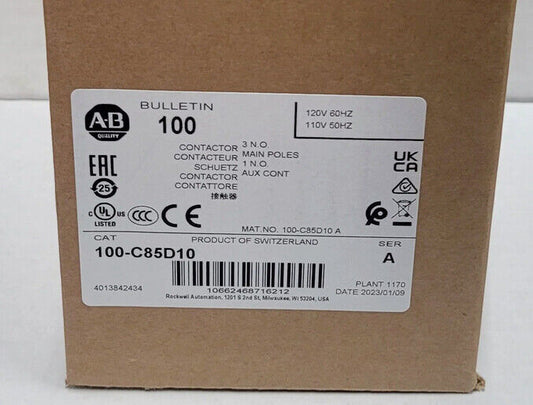 BULLETIN
100
A-B
QUALITY
120V 60HZ
110V 50HZ
CONTACTOR 3 N.O.
CONTACTEUR MAIN POLES
SCHUETZ 1 N.O.
CONTACTOR AUX CONT
CONTATTORE
接触器
EAC
25
UK
CA
C UL US
LISTED
CCC
CE
MAT.NO. 100-C85D10 A
CAT
PRODUCT OF SWITZERLAND
SER
100-C85D10
A
4013842434
10662468716212
PLANT 1170
DATE 2023/01/09
Rockwell Automation, 1201 S 2nd St, Milwaukee, WI 53204, USA